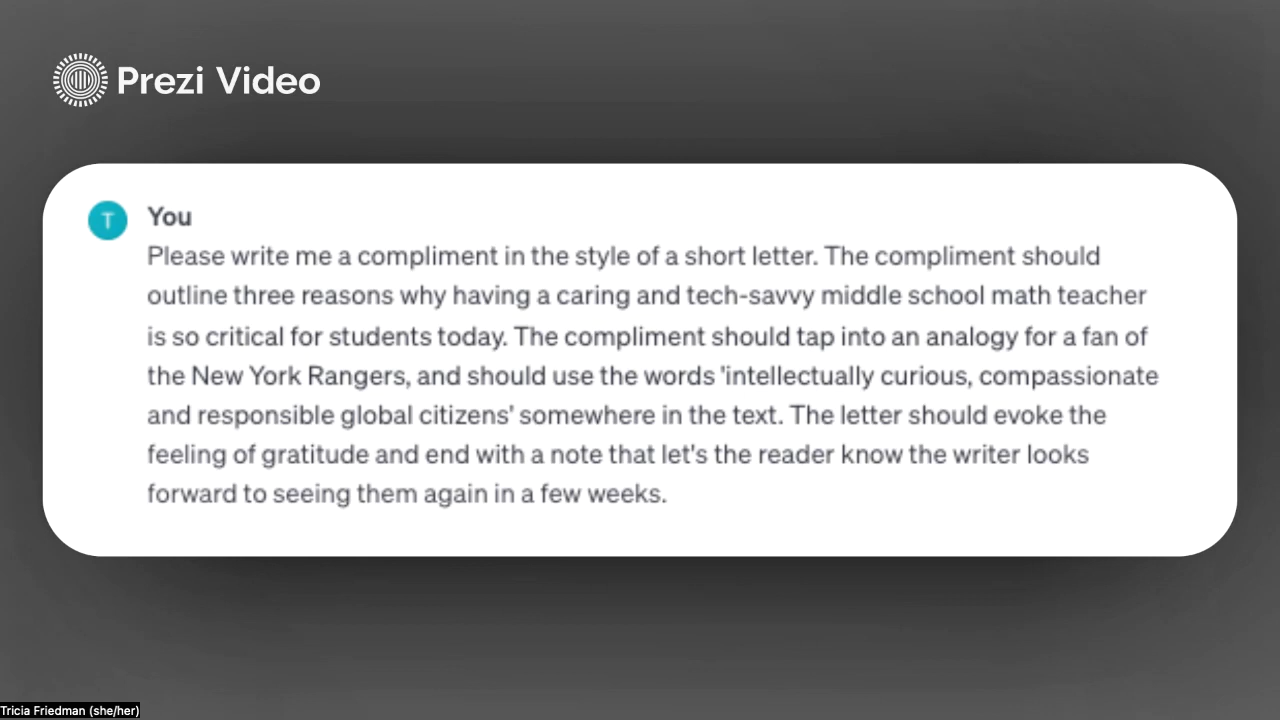 Prezi Video
T
You
Please write me a compliment in the style of a short letter. The compliment should
outline three reasons why having a caring and tech-savvy middle school math teacher
is so critical for students today. The compliment should tap into an analogy for a fan of
the New York Rangers, and should use the words 'intellectually curious, compassionate
and responsible global citizens' somewhere in the text. The letter should evoke the
feeling of gratitude and end with a note that let's the reader know the writer looks
forward to seeing them again in a few weeks.
Tricia Friedman (she/her)